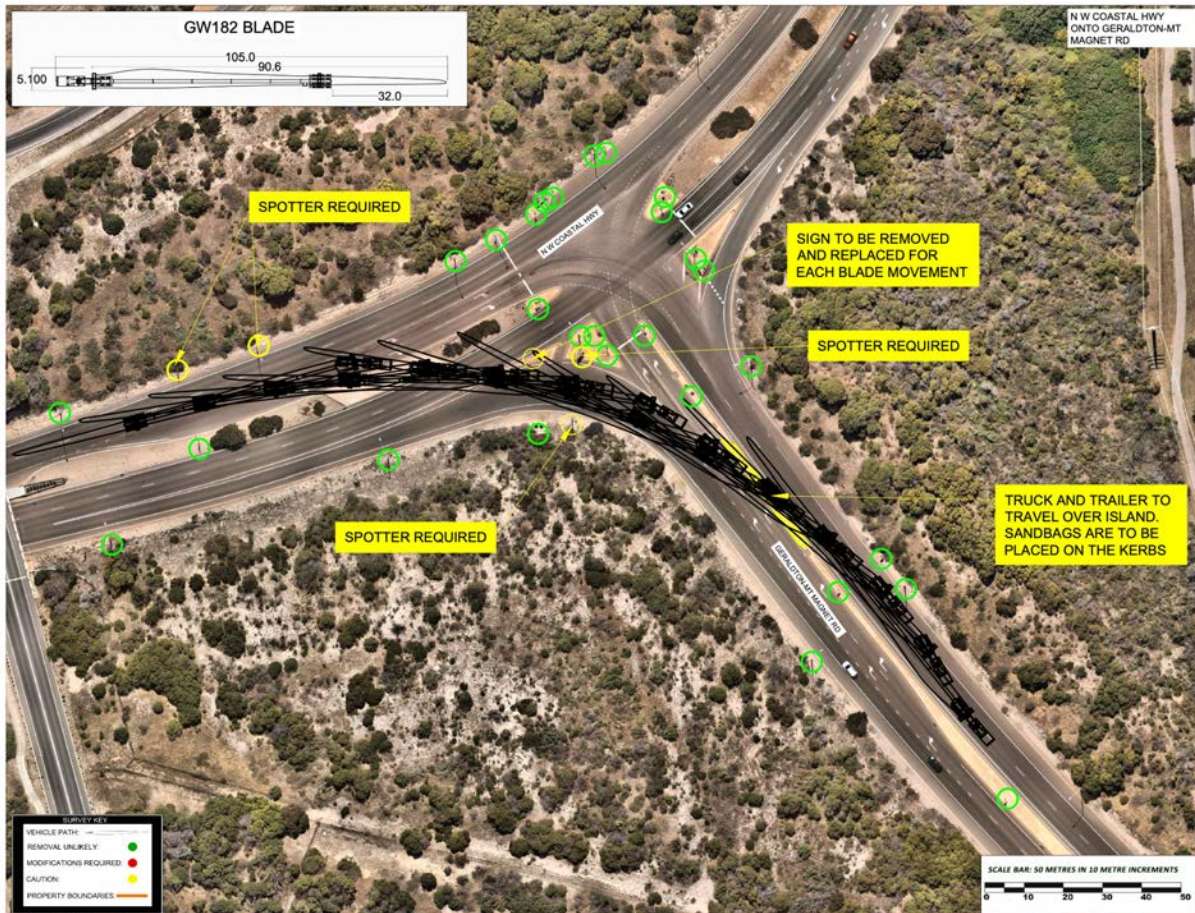 GW182 BLADE
105.0
90.6
5.100
32.0
N W COASTAL HWY
ONTO GERALDTON-MT
MAGNET RD
SPOTTER REQUIRED
N W COASTAL HWY
SIGN TO BE REMOVED
AND REPLACED FOR
EACH BLADE MOVEMENT
SPOTTER REQUIRED
TRUCK AND TRAILER TO
TRAVEL OVER ISLAND.
SANDBAGS ARE TO BE
PLACED ON THE KERBS
SPOTTER REQUIRED
GERALDTON-MT MAGNET RD
SURVEY KEY
VEHICLE PATH:
REMOVAL UNLIKELY:
MODIFICATIONS REQUIRED:
CAUTION:
PROPERTY BOUNDARIES:
SCALE BAR: 50 METRES IN 10 METRE INCREMENTS
0 10 20 30 40 50